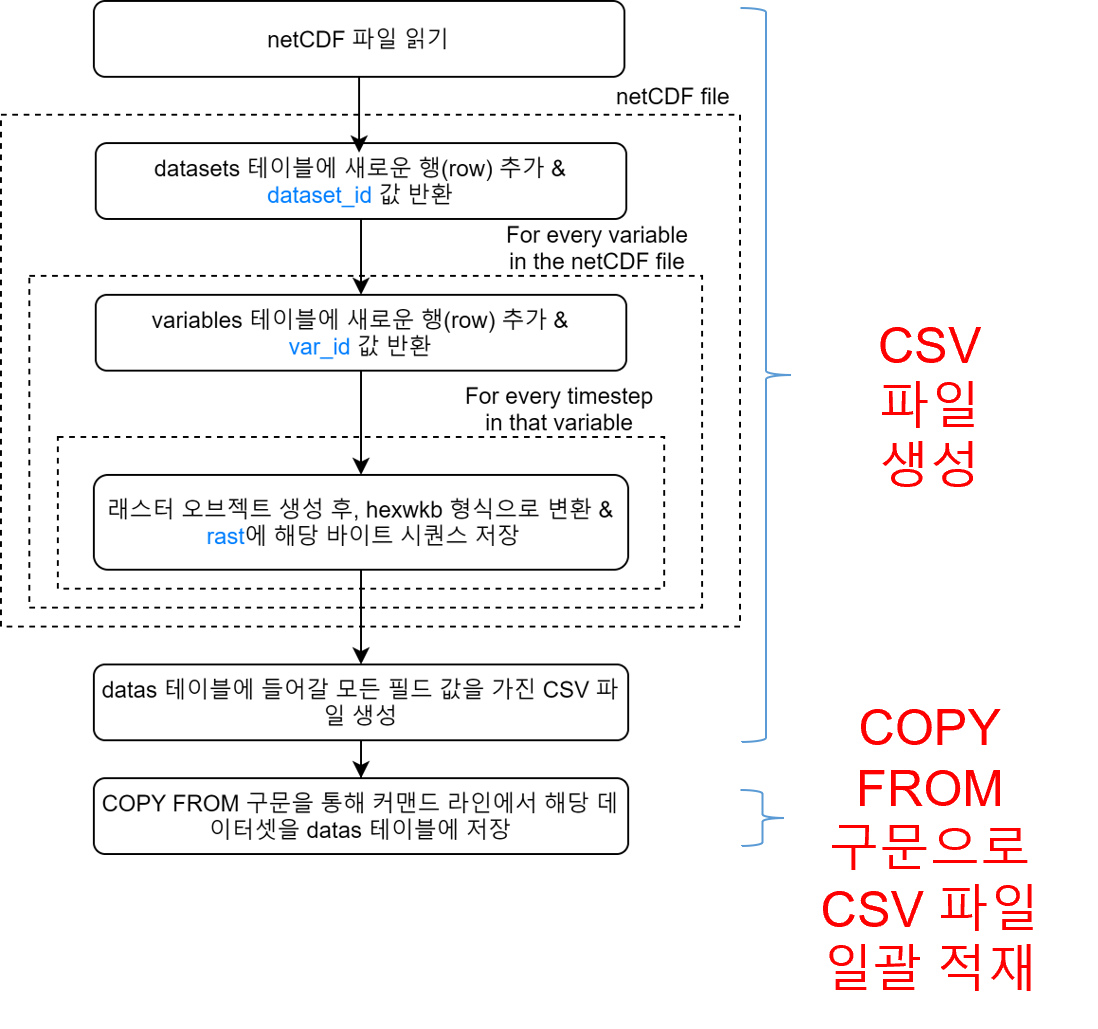 netCDF 파일 읽기
netCDF file
datasets 테이블에 새로운 행(row) 추가 &
dataset_id 값 반환
For every variable
in the netCDF file
variables 테이블에 새로운 행(row) 추가 &
var_id 값 반환
For every timestep
in that variable
래스터 오브젝트 생성 후, hexwkb 형식으로 변환 &
rast에 해당 바이트 시퀀스 저장
datas 테이블에 들어갈 모든 필드 값을 가진 CSV 파
일 생성
COPY FROM 구문을 통해 커맨드 라인에서 해당 데
이터셋을 datas 테이블에 저장
CSV
파일
생성
COPY
FROM
구문으로
CSV 파일
일괄 적재